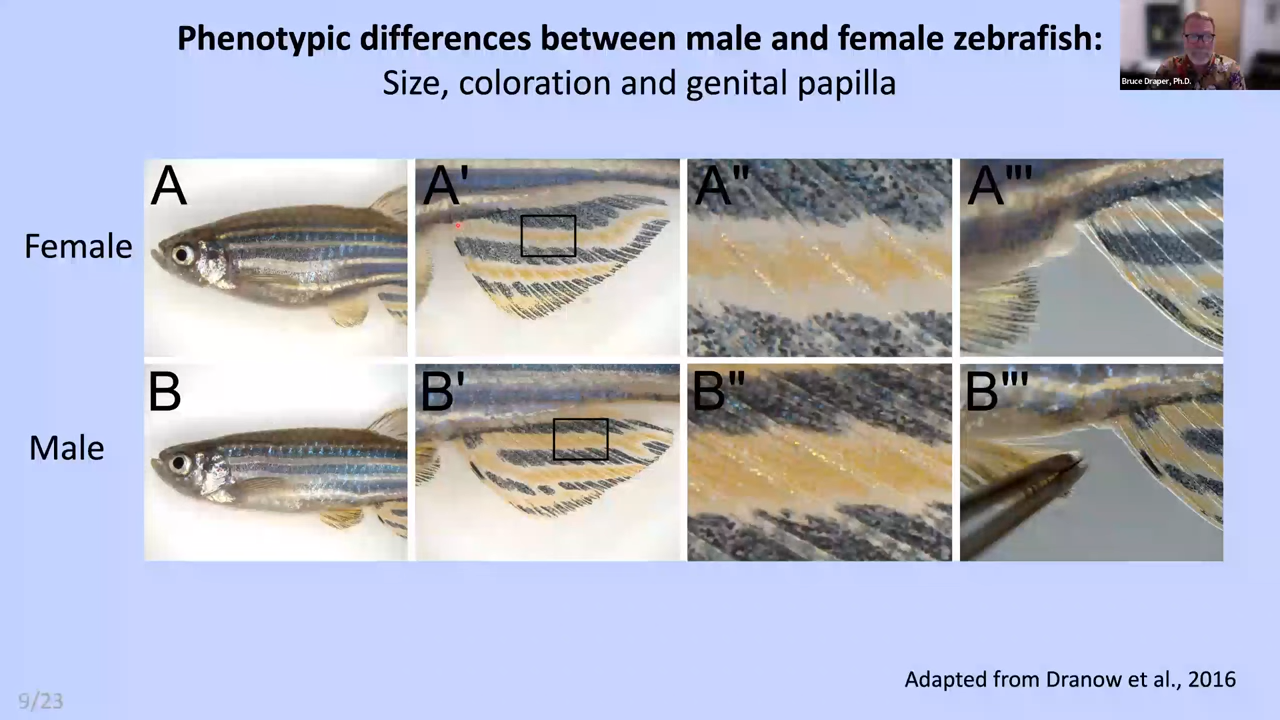 Phenotypic differences between male and female zebrafish:
Size, coloration and genital papilla
Bruce Draper, Ph.D.
Female
A
A'
A"
A"'
Male
B
B'
B"
B"'
Adapted from Dranow et al., 2016
9/23